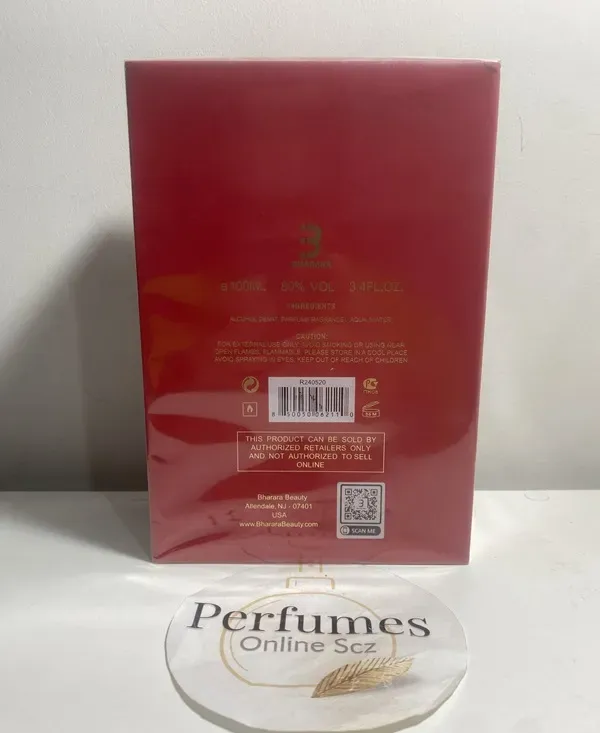 BHARARA
e 100ML 80% VOL 3.4FL.OZ.
INGREDIENTS
ALCOHOL DENAT, PARFUM (FRAGRANCE), AQUA (WATER)
CAUTION:
FOR EXTERNAL USE ONLY. AVOID SMOKING OR USING NEAR
OPEN FLAMES, FLAMMABLE. PLEASE STORE IN A COOL PLACE
AVOID SPRAYING IN EYES. KEEP OUT OF REACH OF CHILDREN
R240520
THIS PRODUCT CAN BE SOLD BY
AUTHORIZED RETAILERS ONLY
AND NOT AUTHORIZED TO SELL
ONLINE
Bharara Beauty
Allendale, NJ - 07401
USA
www.BhararaBeauty.com
SCAN ME
Perfumes
Online Scz